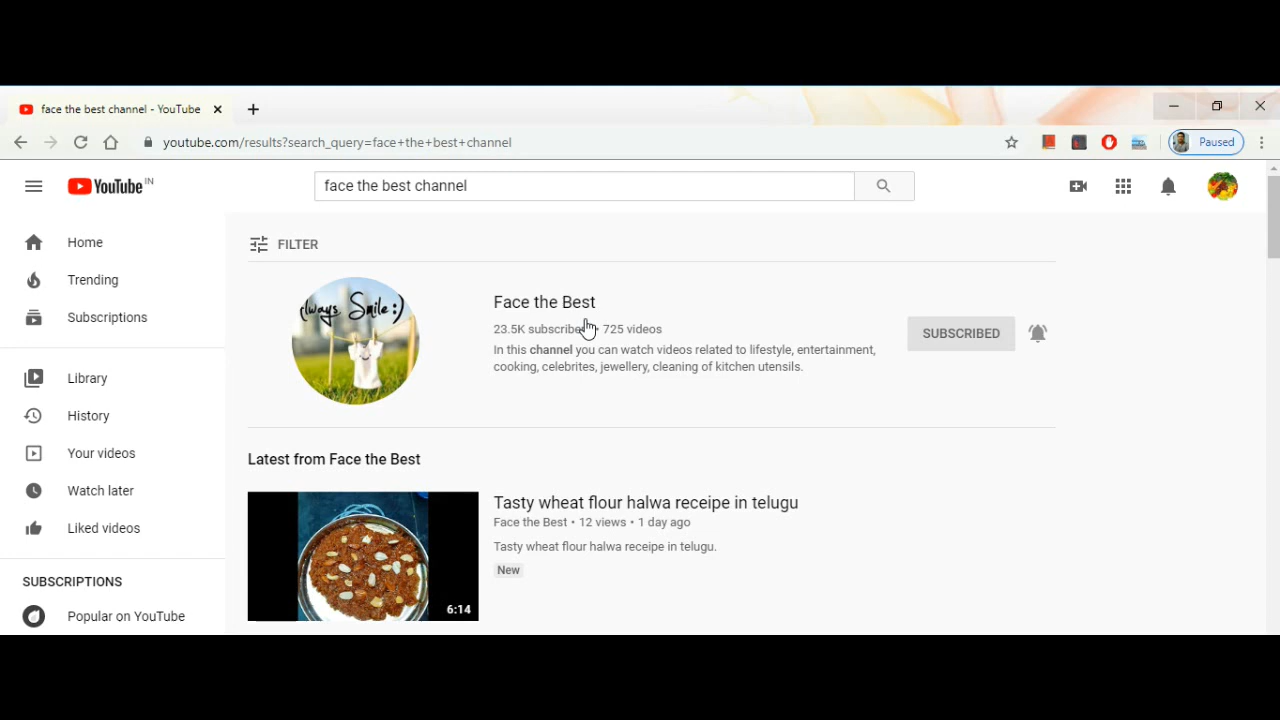 face the best channel - YouTube
youtube.com/results?search_query=face+the+best+channel
Paused
YouTube IN
face the best channel
Home
Trending
Subscriptions
Library
History
Your videos
Watch later
Liked videos
SUBSCRIPTIONS
Popular on YouTube
FILTER
always Smile :)
Face the Best
23.5K subscribers • 725 videos
In this channel you can watch videos related to lifestyle, entertainment,
cooking, celebrites, jewellery, cleaning of kitchen utensils.
SUBSCRIBED
Latest from Face the Best
6:14
Tasty wheat flour halwa receipe in telugu
Face the Best • 12 views • 1 day ago
Tasty wheat flour halwa receipe in telugu.
New